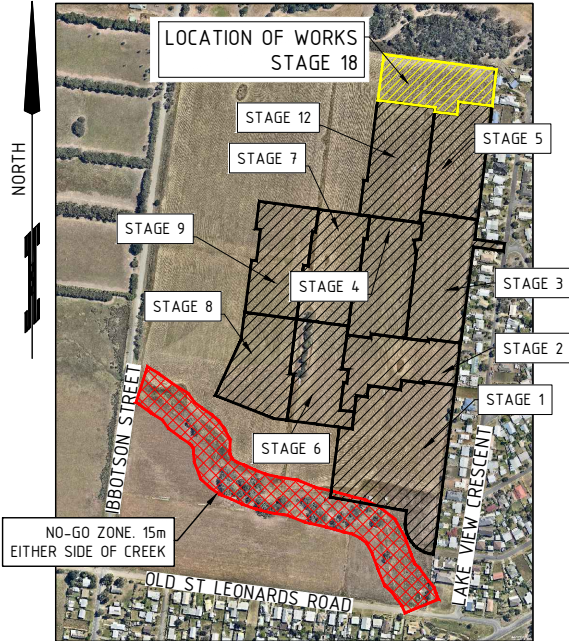 LOCATION OF WORKS
STAGE 18
STAGE 12
STAGE 5
STAGE 7
NORTH
STAGE 9
STAGE 4
STAGE 3
STAGE 8
STAGE 2
STAGE 1
STAGE 6
IBBOTSON STREET
LAKE VIEW CRESCENT
NO-GO ZONE. 15m
EITHER SIDE OF CREEK
OLD ST LEONARDS ROAD